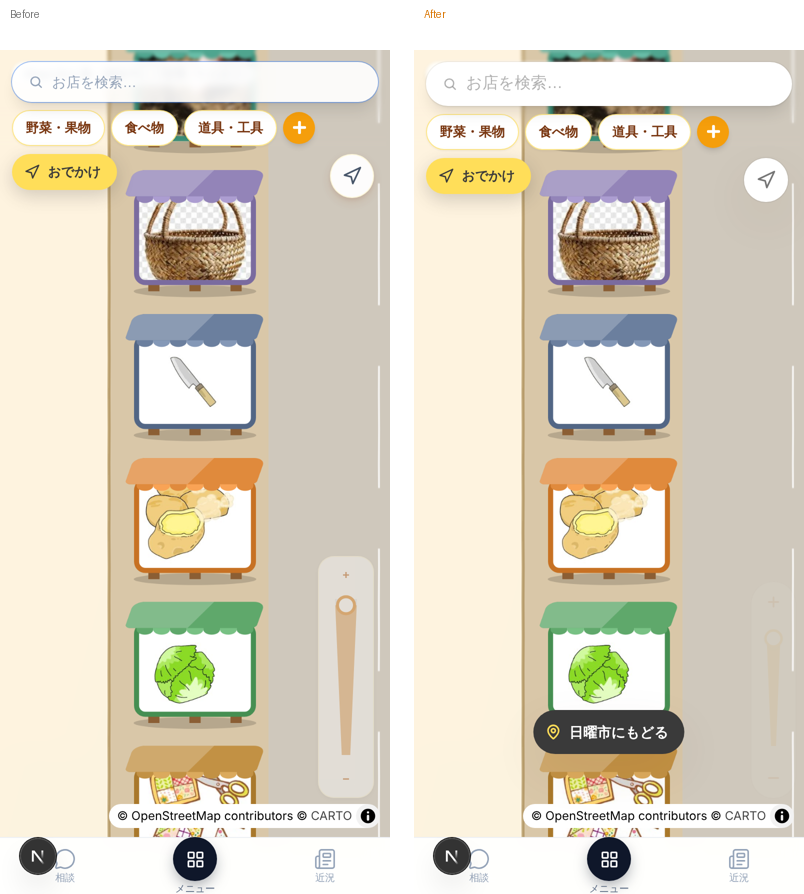 Before
After
お店を検索...
野菜・果物
食べ物
道具・工具
+
おでかけ
+
−
© OpenStreetMap contributors © CARTO
N
相談
メニュー
近況
お店を検索...
野菜・果物
食べ物
道具・工具
+
おでかけ
+
−
日曜市にもどる
© OpenStreetMap contributors © CARTO
N
相談
メニュー
近況